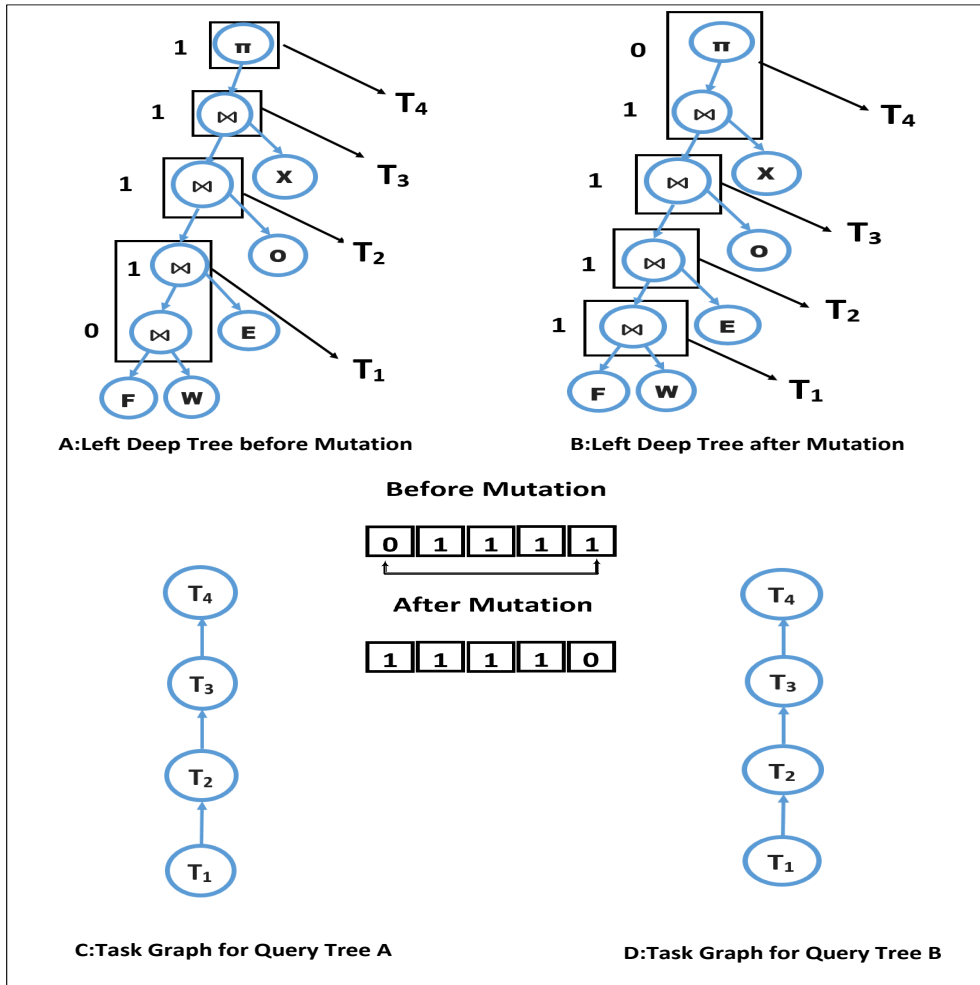 1 π T₄
1 ⋈ X T₃
1 ⋈ O T₂
1 ⋈ E T₁
0 ⋈
F W
A:Left Deep Tree before Mutation
0 π T₄
1 ⋈ X
1 ⋈ O T₃
1 ⋈ E T₂
1 ⋈ T₁
F W
B:Left Deep Tree after Mutation
Before Mutation
0 1 1 1 1
After Mutation
1 1 1 1 0
T₄
T₃
T₂
T₁
C:Task Graph for Query Tree A
T₄
T₃
T₂
T₁
D:Task Graph for Query Tree B